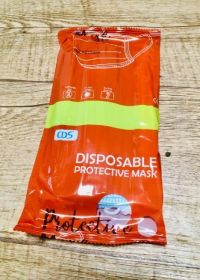 CDS
DISPOSABLE
PROTECTIVE MASK
Protective